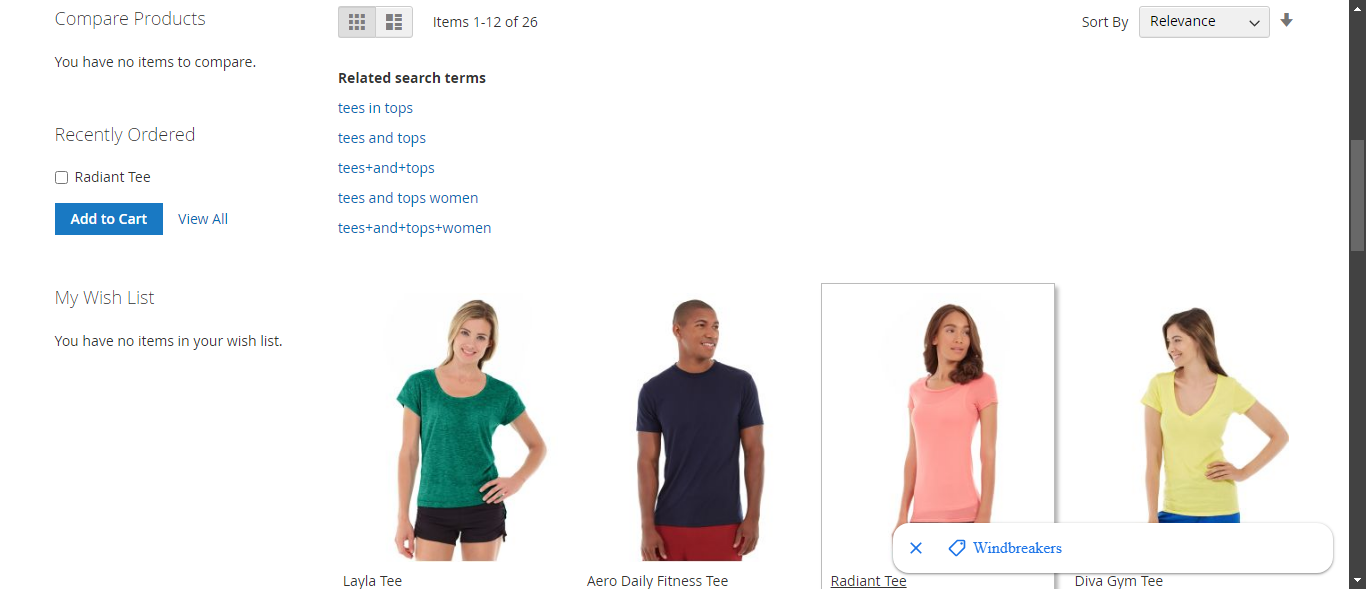 Compare Products
You have no items to compare.
Recently Ordered
Radiant Tee
Add to Cart View All
My Wish List
You have no items in your wish list.
Items 1-12 of 26
Sort By Relevance
Related search terms
tees in tops
tees and tops
tees+and+tops
tees and tops women
tees+and+tops+women
Layla Tee
Aero Daily Fitness Tee
Radiant Tee
Diva Gym Tee
Windbreakers